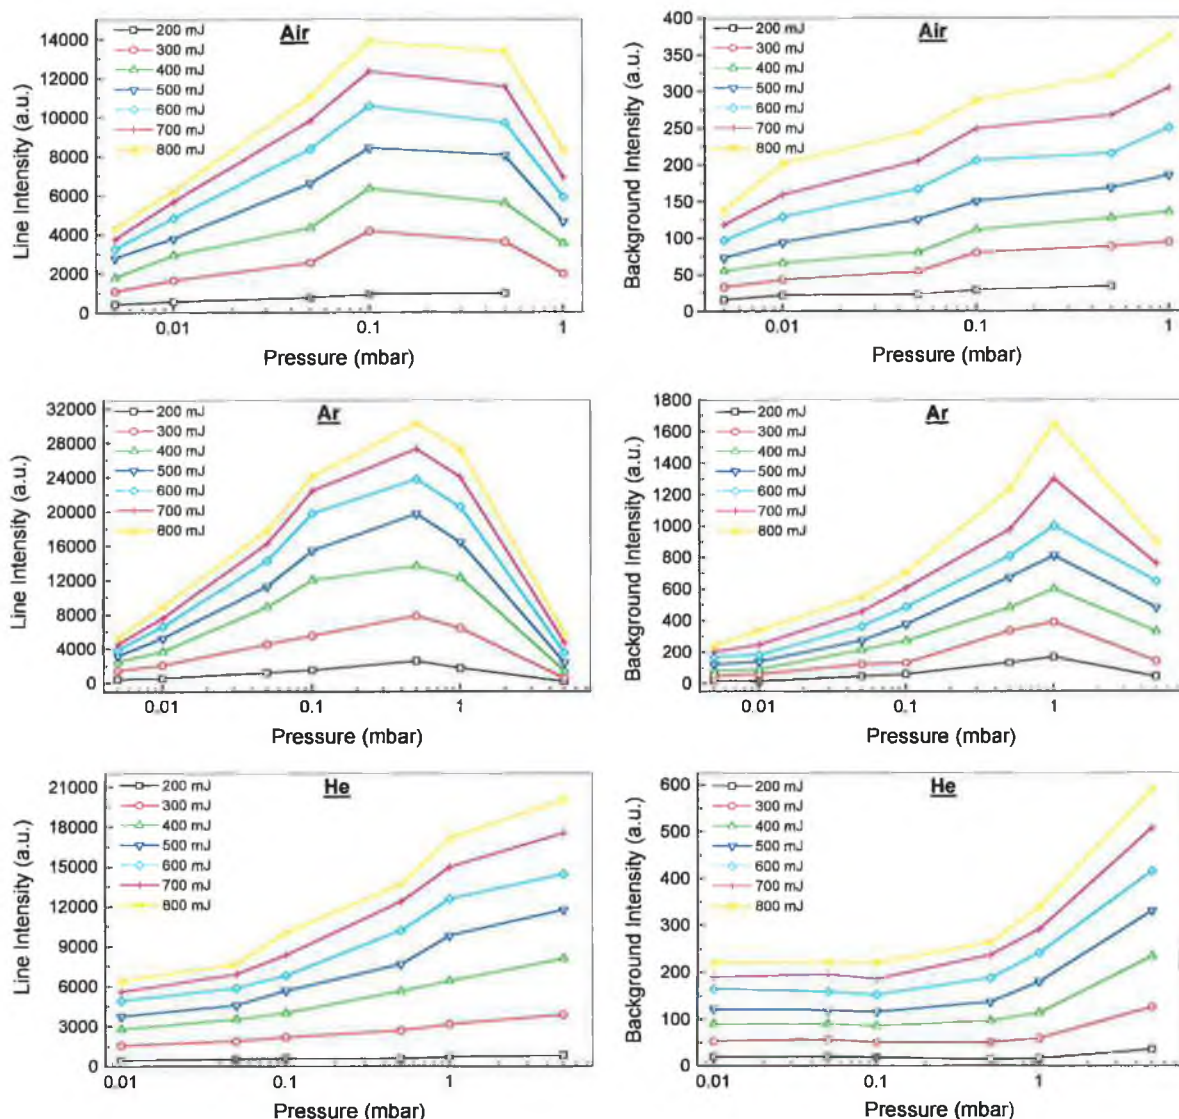 Air
Line Intensity (a.u.)
14000
12000
10000
8000
6000
4000
2000
0
200 mJ
300 mJ
400 mJ
500 mJ
600 mJ
700 mJ
800 mJ
0.01
0.1
1
Pressure (mbar)
Air
Background Intensity (a.u.)
400
350
300
250
200
150
100
50
0
200 mJ
300 mJ
400 mJ
500 mJ
600 mJ
700 mJ
800 mJ
0.01
0.1
1
Pressure (mbar)
Ar
Line Intensity (a.u.)
32000
28000
24000
20000
16000
12000
8000
4000
0
200 mJ
300 mJ
400 mJ
500 mJ
600 mJ
700 mJ
800 mJ
0.01
0.1
1
Pressure (mbar)
Ar
Background Intensity (a.u.)
1800
1600
1400
1200
1000
800
600
400
200
0
200 mJ
300 mJ
400 mJ
500 mJ
600 mJ
700 mJ
800 mJ
0.01
0.1
1
Pressure (mbar)
He
Line Intensity (a.u.)
21000
18000
15000
12000
9000
6000
3000
0
200 mJ
300 mJ
400 mJ
500 mJ
600 mJ
700 mJ
800 mJ
0.01
0.1
1
Pressure (mbar)
He
Background Intensity (a.u.)
600
500
400
300
200
100
0
200 mJ
300 mJ
400 mJ
500 mJ
600 mJ
700 mJ
800 mJ
0.01
0.1
1
Pressure (mbar)